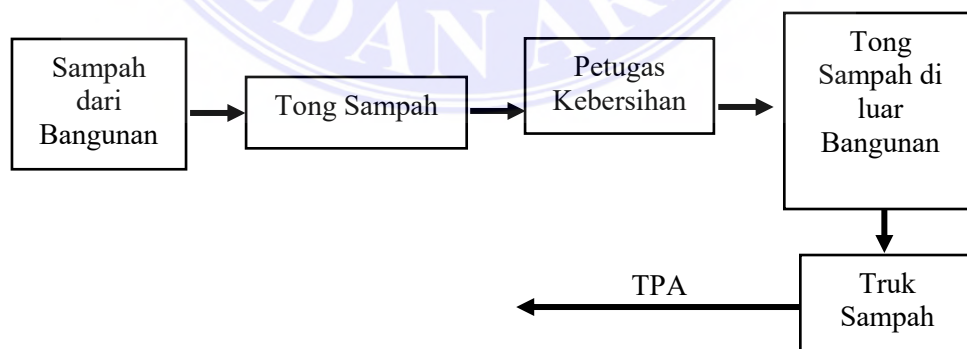 Sampah
dari
Bangunan
Tong Sampah
Petugas
Kebersihan
Tong
Sampah di
luar
Bangunan
Truk
Sampah
TPA